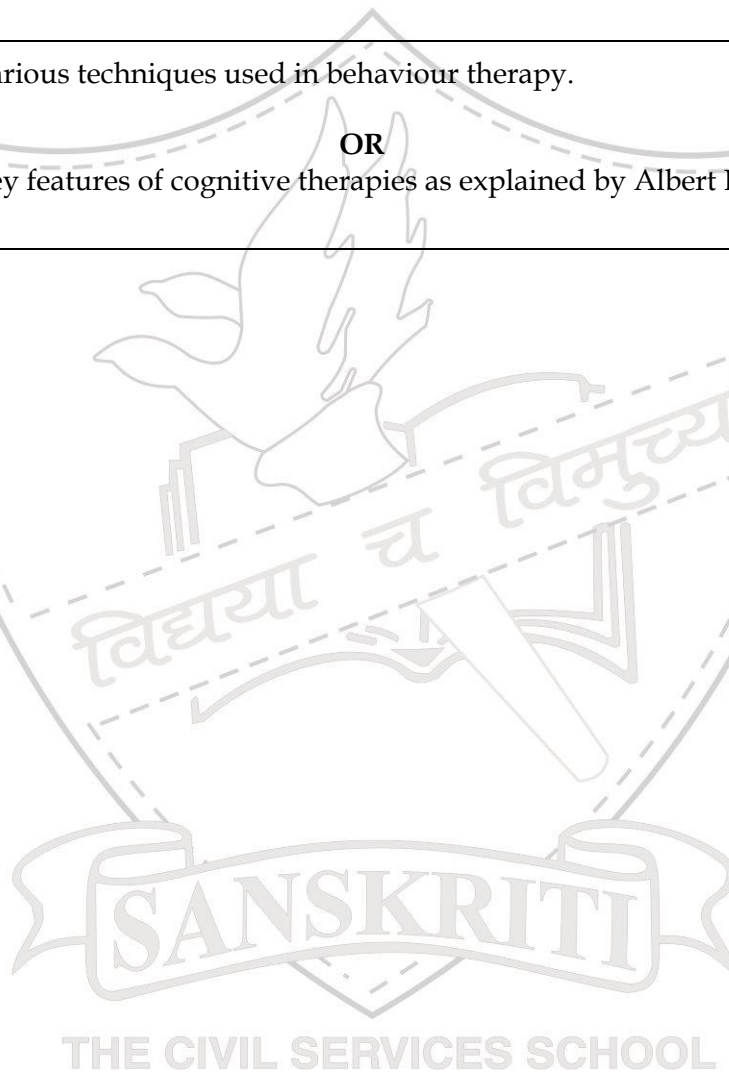 arious techniques used in behaviour therapy.
OR
ey features of cognitive therapies as explained by Albert
विद्यया च विमुच्य
SANSKRITI
THE CIVIL SERVICES SCHOOL